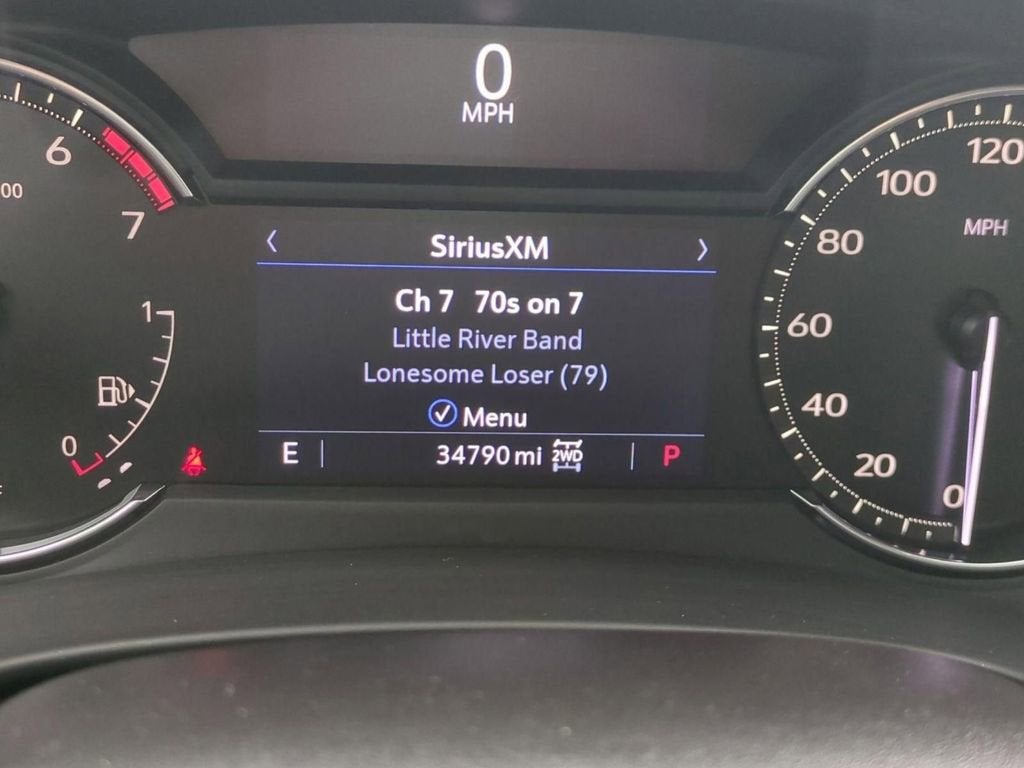 0
MPH
6
00
7
120
100
MPH
80
60
40
20
0
1
0
SiriusXM
Ch 7 70s on 7
Little River Band
Lonesome Loser (79)
Menu
E 34790 mi 2WD P